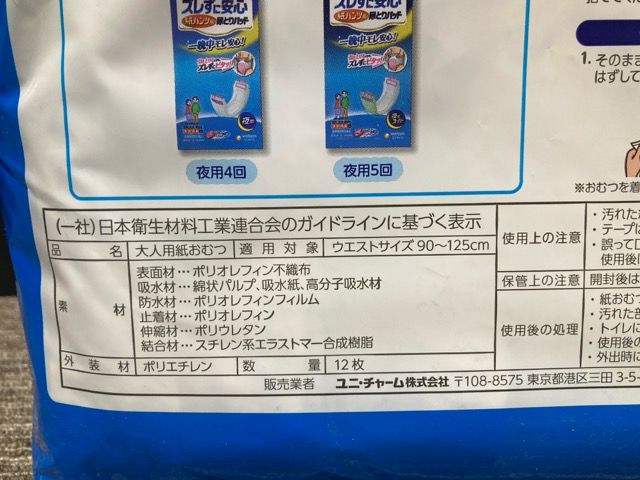 ズレずに安心
紙パンツ用 尿とりパッド
一晩中モレ安心!
ズレずにピタッ!
夜用4回
ズレずに安心
紙パンツ用 尿とりパッド
一晩中モレ安心!
ズレずにピタッ!
夜用5回
1. そのまま
はずして
※おむつを着
(一社)日本衛生材料工業連合会のガイドラインに基づく表示
品名 大人用紙おむつ 適用対象 ウエストサイズ 90〜125cm
素材
表面材…ポリオレフィン不織布
吸水材…綿状パルプ、吸水紙、高分子吸水材
防水材…ポリオレフィンフィルム
止着材…ポリオレフィン
伸縮材…ポリウレタン
結合材…スチレン系エラストマー合成樹脂
外装材 ポリエチレン 数量 12枚
販売業者 ユニ・チャーム株式会社 〒108-8575 東京都港区三田3-5-
使用上の注意
・汚れた
・テープは
・誤って口
使用後に
保管上の注意 開封後は
使用後の処理
・紙おむつ
・汚れた部
・トイレに
・使用後の
・外出時に